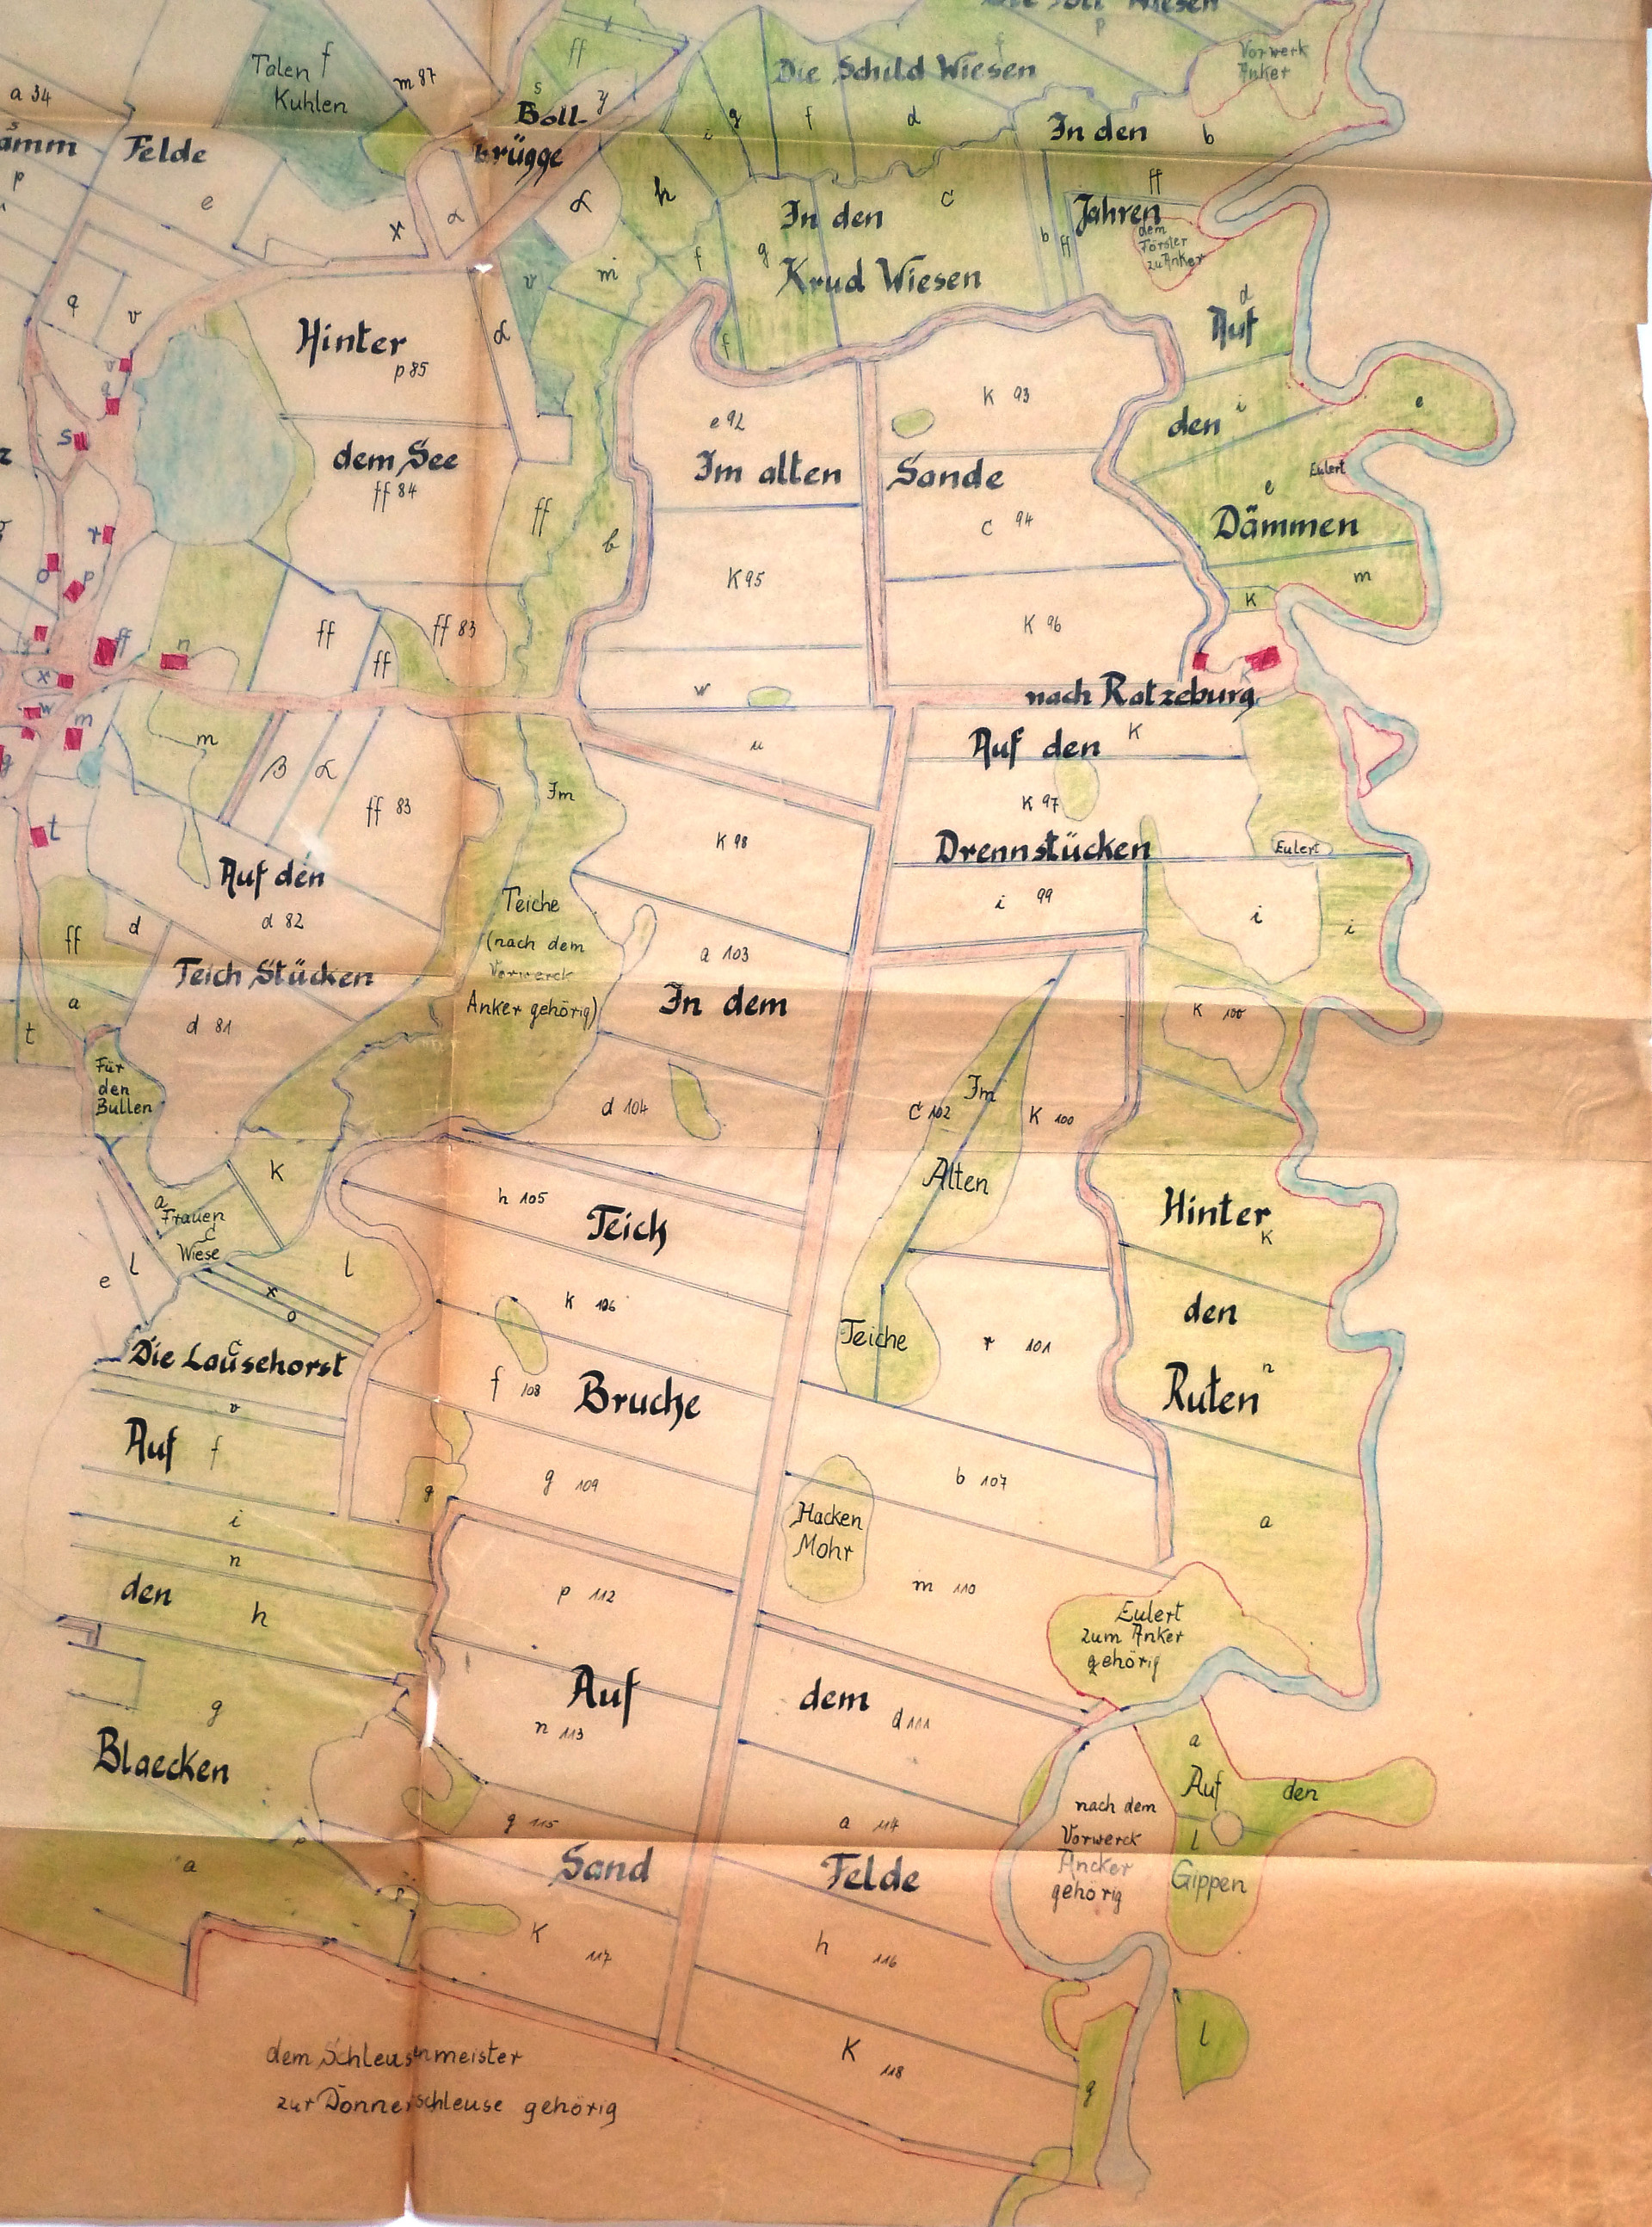 Die Schild Wiesen
f
p
Vorwerk
Anker
Talen f
Kuhlen
m 87
a 34
ff
s
y
Boll-
brügge
i
g
f
d
In den
b
s
amm
Felde
p
e
x
α
α
h
In den
c
ff
Jahren
dem
Förster
zu Anker
b
ff
Krud Wiesen
f
g
v
m
q
v
Hinter
p 85
α
f
d
Auf
v
q
s
dem See
ff 84
e 92
K 93
den
i
e
Im alten
Sande
Eulert
e
ff
b
c 94
Dämmen
r
K 95
m
o
p
K
K 96
ff
n
ff
ff
ff 83
x
w
m
w
nach Ratzeburg
K
m
β
α
u
Auf den
K
Im
K 97
ff 83
t
K 98
Drennstücken
Eulert
Auf den
d 82
Teiche
(nach dem
Vorwerck
Anker gehörig)
i 99
i
i
ff
d
a 103
Teich Stücken
In dem
a
d 81
K 100
t
Für
den
Bullen
d 104
Im
c 102
K 100
Alten
K
a
Frauen
c
Wiese
h 105
Teich
Hinter
K
e
l
l
x
o
K 106
den
Teiche
r 101
Die Lausehorst
c
f 108
Bruche
n
Ruten
v
Auf
f
g
g 109
b 107
i
Hacken
Mohr
a
n
den
h
p 112
m 110
Eulert
zum Anker
gehörig
g
Auf
dem
n 113
d 111
a
Blaecken
Auf
den
nach dem
Vorwerck
Ancker
gehörig
g 115
a 114
p
l
a
Sand
Felde
Gippen
K
117
h
116
l
K
118
g
dem Schleusenmeister
zur Donnerschleuse gehörig